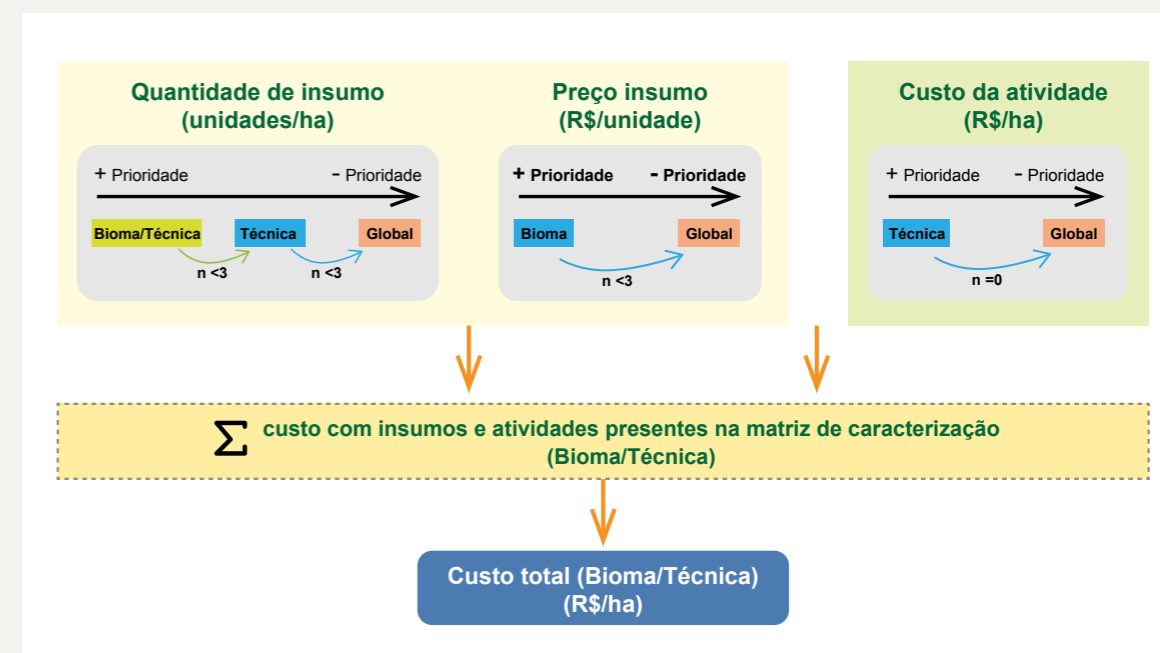 Quantidade de insumo
(unidades/ha)
+ Prioridade
- Prioridade
Bioma/Técnica
Técnica
Global
n <3
n <3
Preço insumo
(R$/unidade)
+ Prioridade
- Prioridade
Bioma
Global
n <3
Custo da atividade
(R$/ha)
+ Prioridade
- Prioridade
Técnica
Global
n =0
Σ custo com insumos e atividades presentes na matriz de caracterização
(Bioma/Técnica)
Custo total (Bioma/Técnica)
(R$/ha)